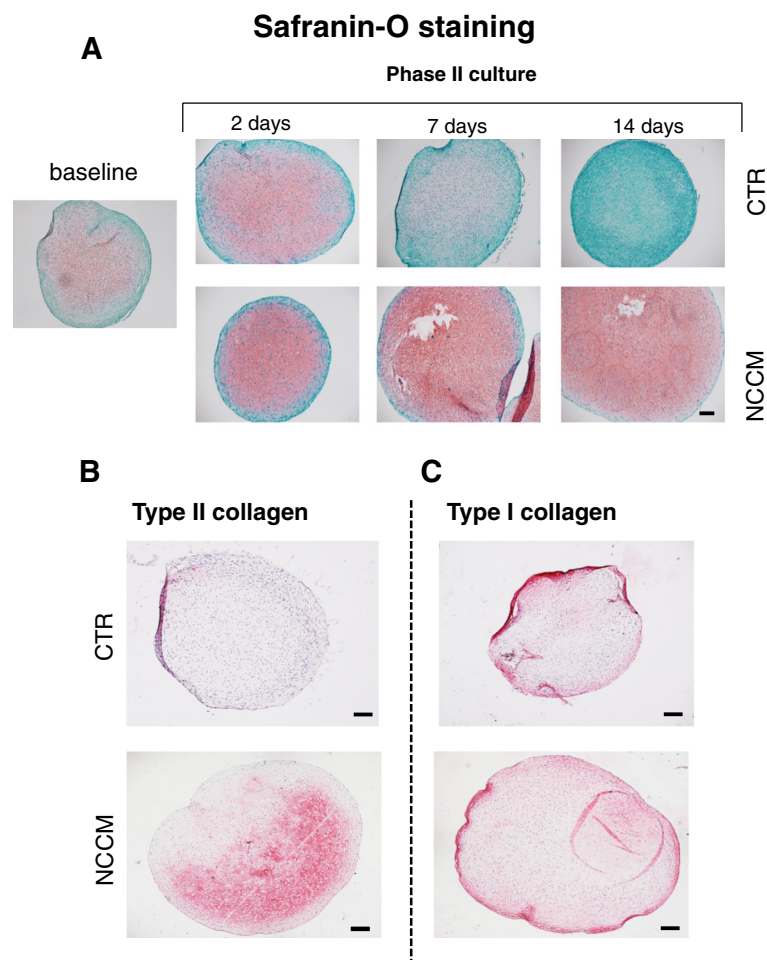 Safranin-O staining
A
Phase II culture
2 days
7 days
14 days
baseline
CTR
NCCM
B
C
Type II collagen
Type I collagen
CTR
NCCM